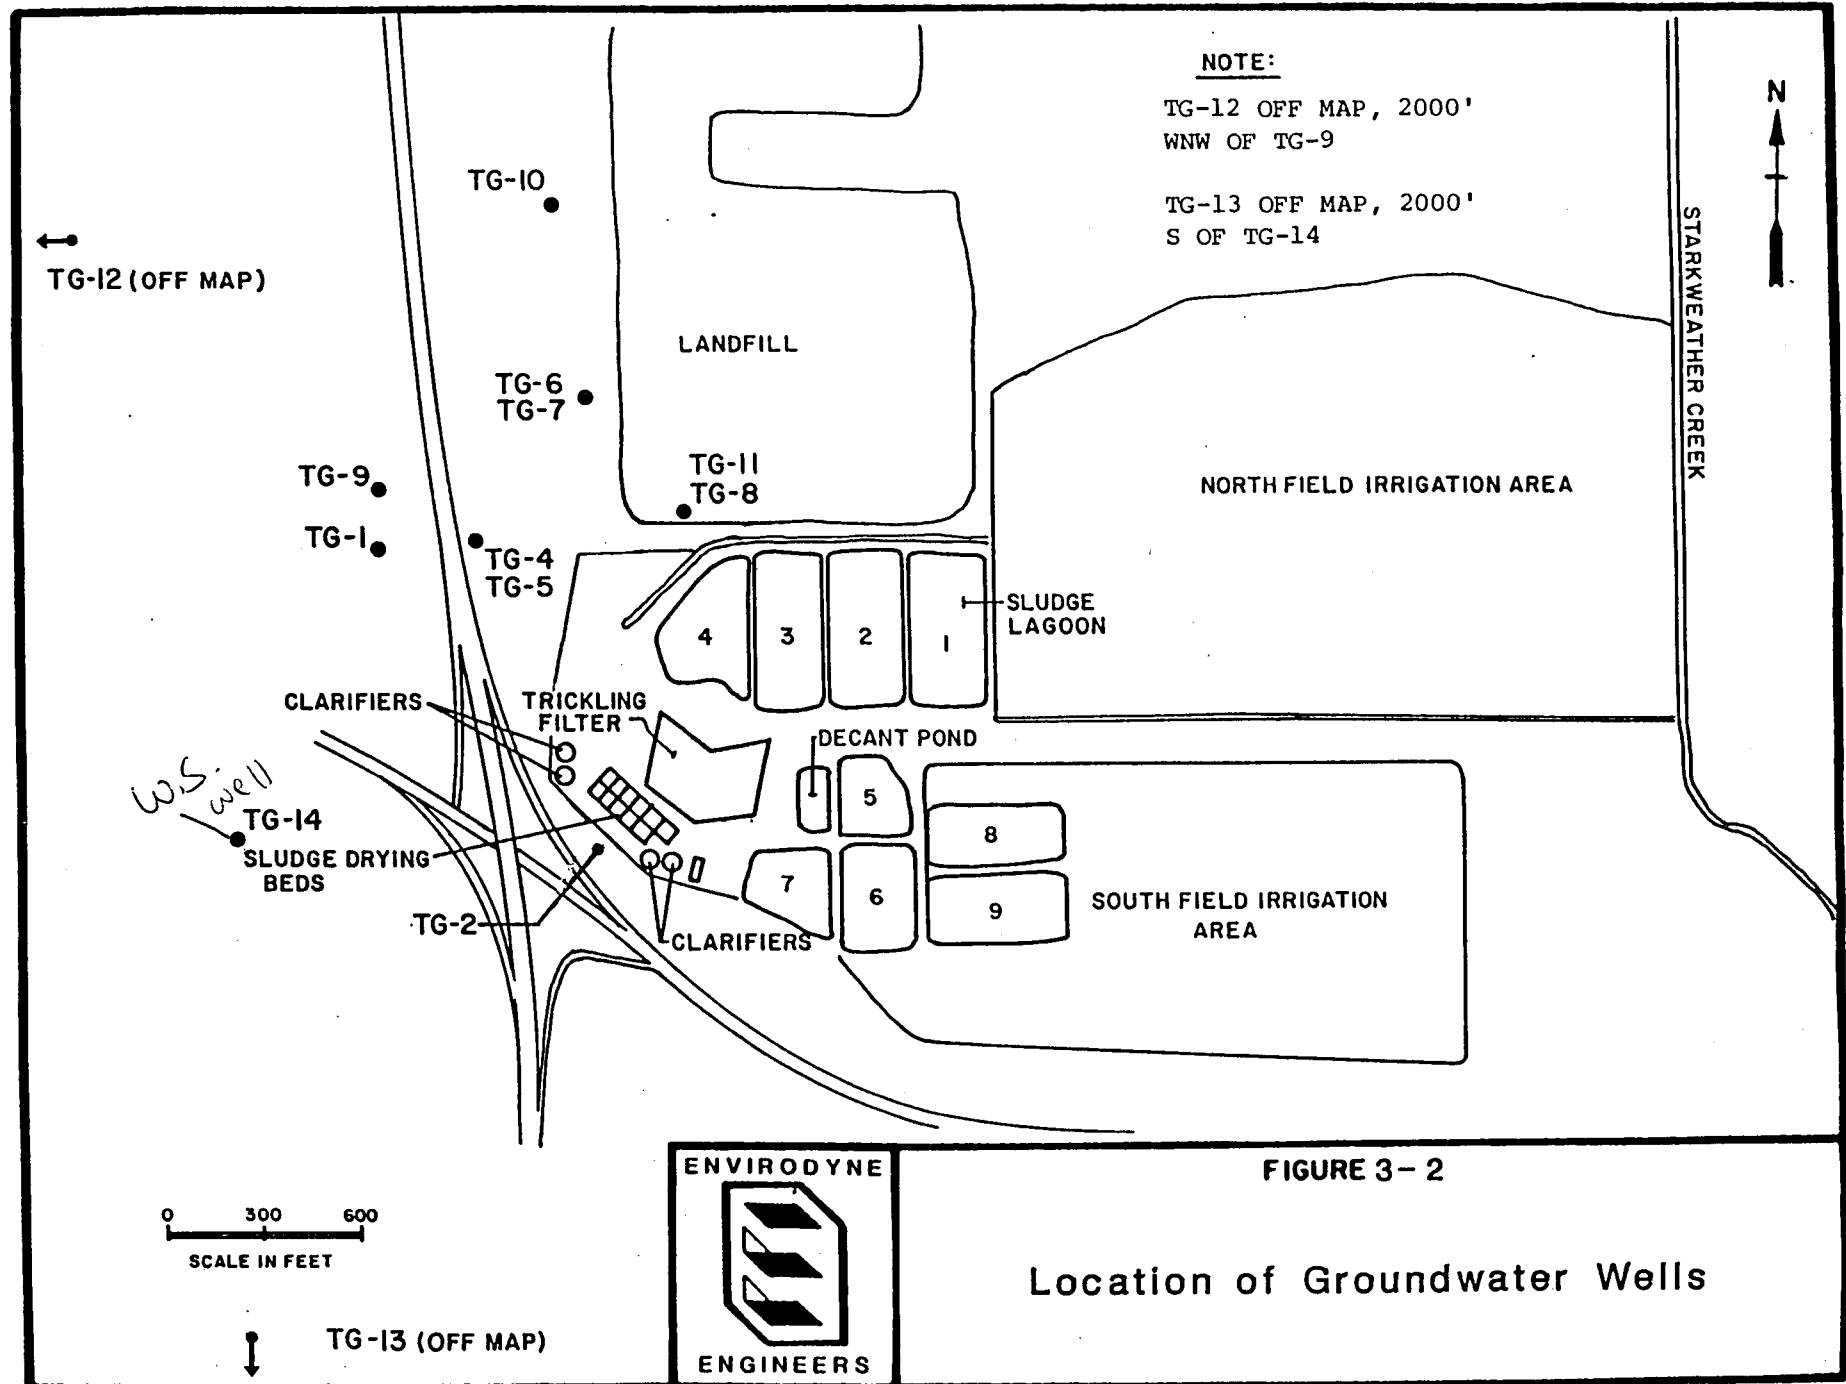 NOTE:
TG-12 OFF MAP, 2000'
WNW OF TG-9
TG-13 OFF MAP, 2000'
S OF TG-14
N
STARKWEATHER CREEK
TG-10
TG-12 (OFF MAP)
LANDFILL
TG-6
TG-7
TG-11
TG-8
NORTH FIELD IRRIGATION AREA
TG-9
TG-1
TG-4
TG-5
SLUDGE
LAGOON
4
3
2
1
CLARIFIERS
TRICKLING
FILTER
DECANT POND
W.S.
well
TG-14
SLUDGE DRYING
BEDS
5
8
7
6
9
SOUTH FIELD IRRIGATION
AREA
TG-2
CLARIFIERS
0 300 600
SCALE IN FEET
TG-13 (OFF MAP)
ENVIRODYNE
ENGINEERS
FIGURE 3-2
Location of Groundwater Wells